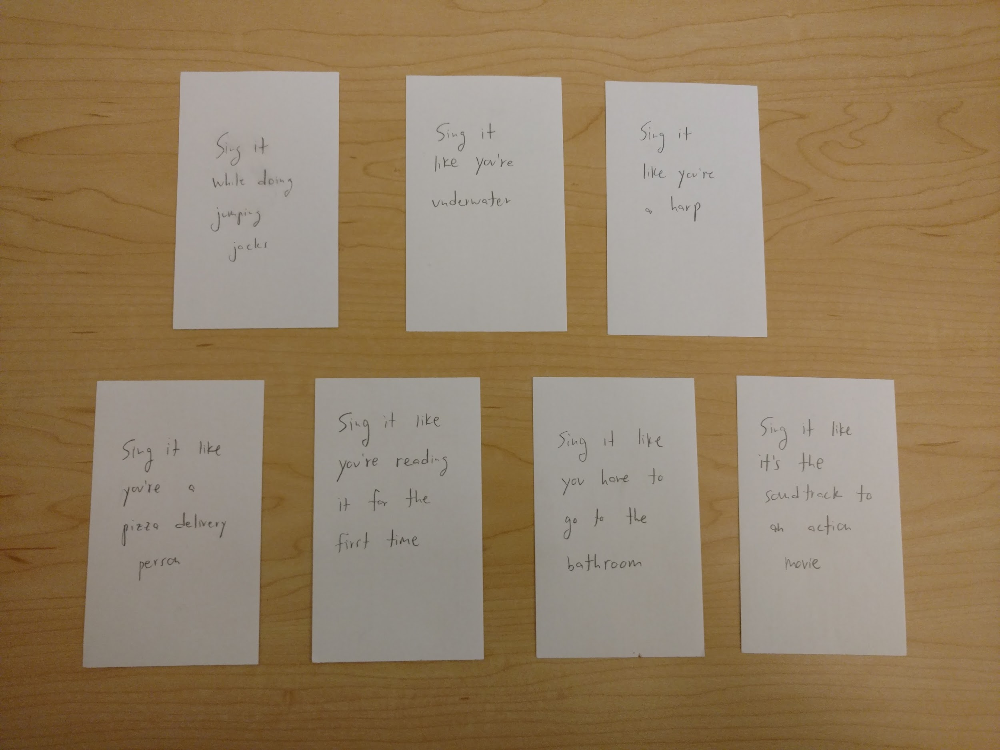 Sing it
while doing
jumping
jacks
Sing it
like you're
underwater
Sing it
like you're
a harp
Sing it like
you're a
pizza delivery
person
Sing it like
you're reading
it for the
first time
Sing it like
you have to
go to the
bathroom
Sing it like
it's the
soundtrack to
an action
movie